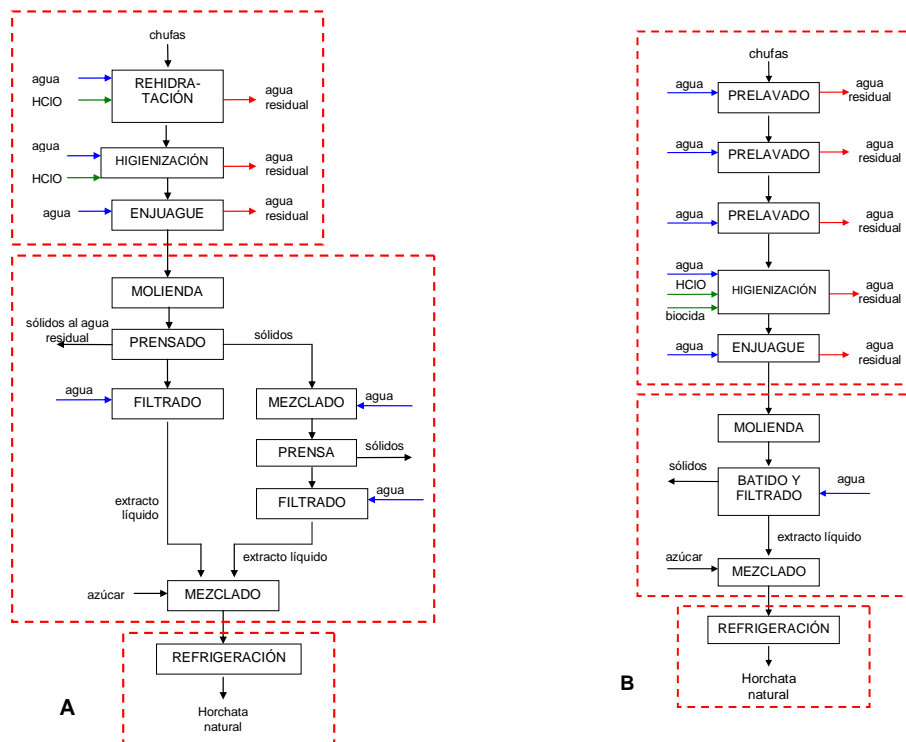 chufas
agua
HClO
REHIDRA-
TACIÓN
agua
residual
agua
HClO
HIGIENIZACIÓN
agua
residual
agua
ENJUAGUE
agua
residual
MOLIENDA
sólidos al agua
residual
PRENSADO
sólidos
agua
FILTRADO
MEZCLADO
agua
PRENSA
sólidos
FILTRADO
agua
extracto
líquido
extracto líquido
azúcar
MEZCLADO
REFRIGERACIÓN
Horchata
natural
A
chufas
agua
PRELAVADO
agua
residual
agua
PRELAVADO
agua
residual
agua
PRELAVADO
agua
residual
agua
HClO
biocida
HIGIENIZACIÓN
agua
residual
agua
ENJUAGUE
agua
residual
MOLIENDA
sólidos
BATIDO Y
FILTRADO
agua
extracto líquido
azúcar
MEZCLADO
REFRIGERACIÓN
Horchata
natural
B